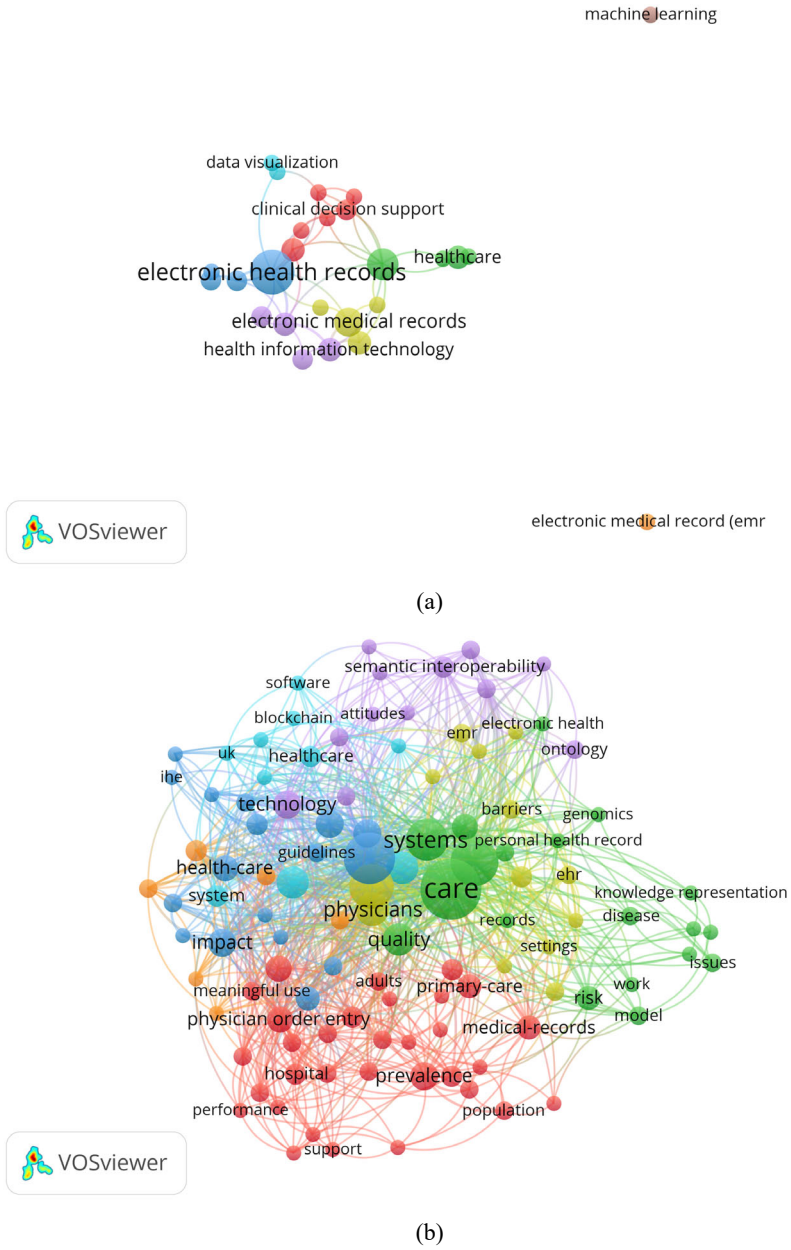 machine learning
data visualization
clinical decision support
healthcare
electronic health records
electronic medical records
health information technology
electronic medical record (emr
VOSviewer
(a)
semantic interoperability
software
blockchain
attitudes
electronic health
emr
ontology
uk
healthcare
ihe
technology
barriers
genomics
systems
personal health record
guidelines
health-care
ehr
care
system
knowledge representation
physicians
disease
records
impact
quality
settings
issues
adults
primary-care
work
meaningful use
risk
physician order entry
model
medical-records
hospital
prevalence
performance
population
support
VOSviewer
(b)